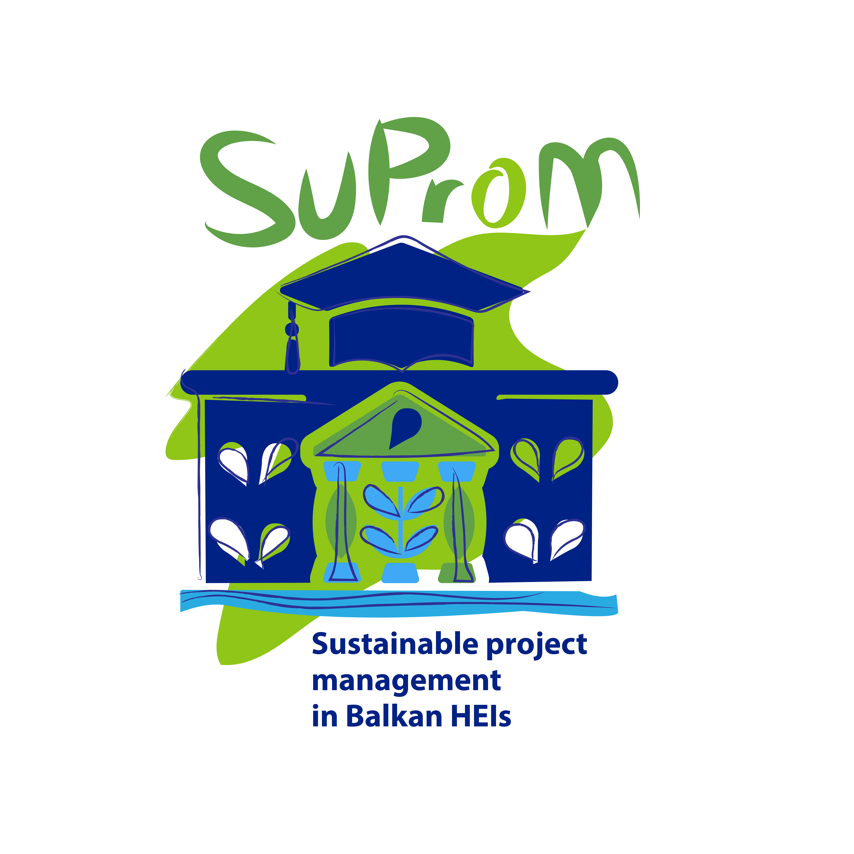 SuProm
Sustainable project
management
in Balkan HEIs